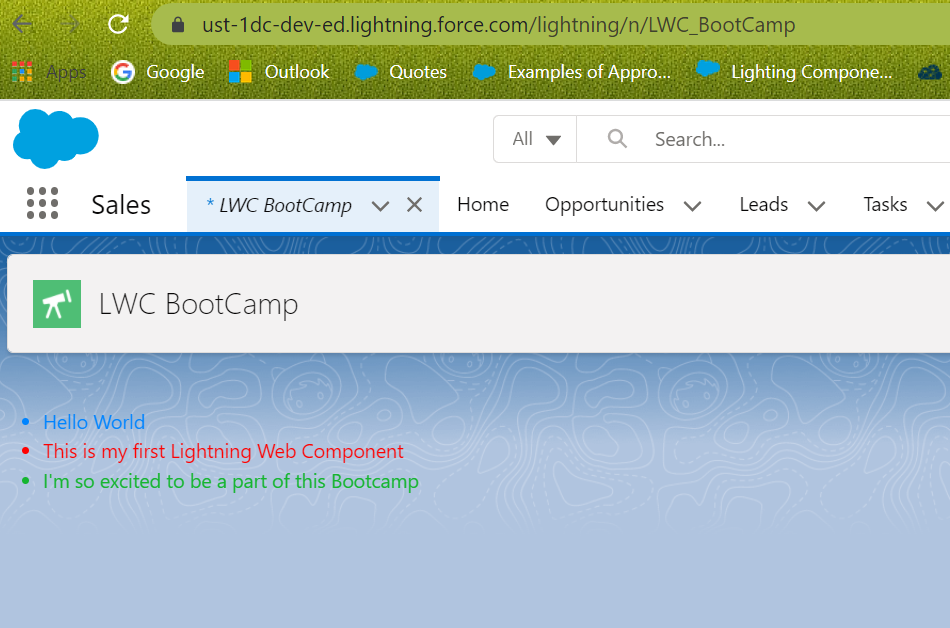 ust-1dc-dev-ed.lightning.force.com/lightning/n/LWC_BootCamp
Apps Google Outlook Quotes Examples of Appro... Lighting Compone...
All Search...
Sales * LWC BootCamp Home Opportunities Leads Tasks
LWC BootCamp
Hello World
This is my first Lightning Web Component
I'm so excited to be a part of this Bootcamp